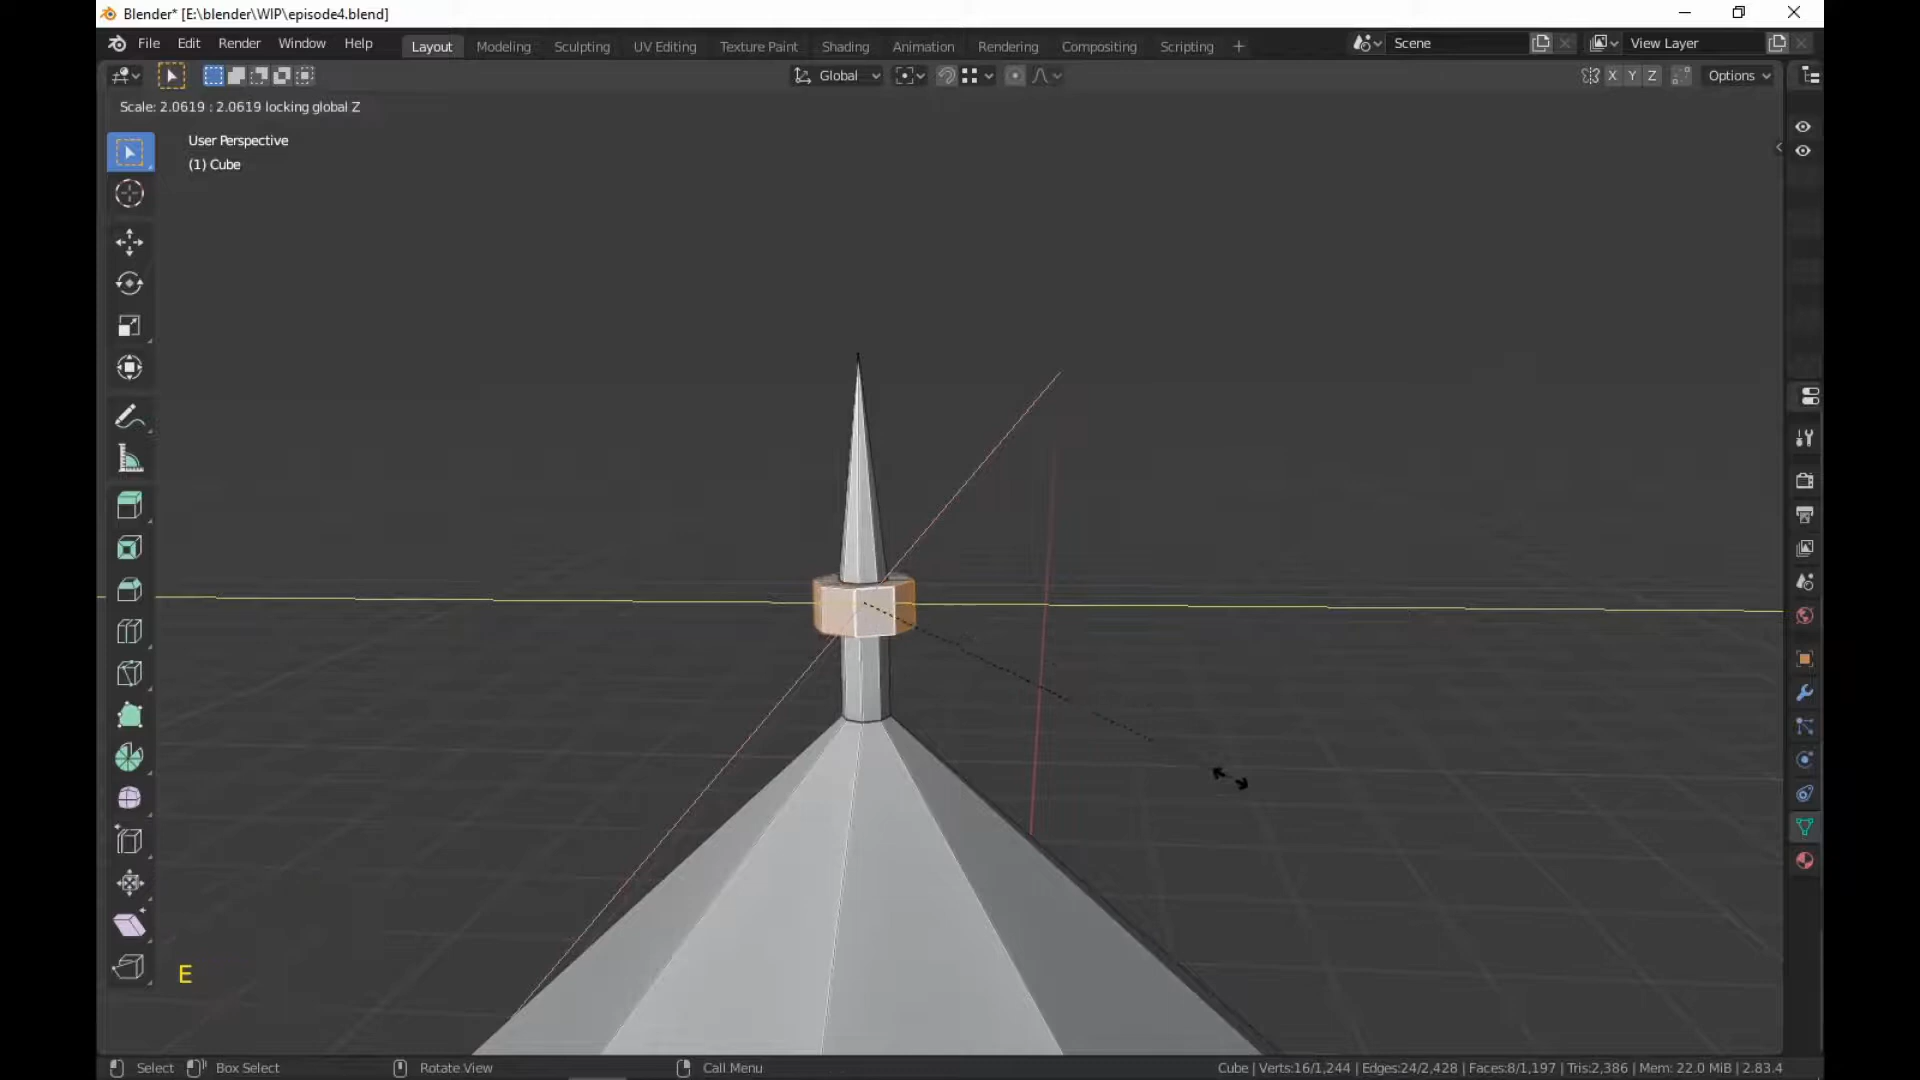 Blender* [E:\blender\WIP\episode4.blend]
File Edit Render Window Help Layout Modeling Sculpting UV Editing Texture Paint Shading Animation Rendering Compositing Scripting + Scene View Layer
Global X Y Z Options
Scale: 2.0619 : 2.0619 locking global Z
User Perspective
(1) Cube
E
Select Box Select Rotate View Call Menu Cube | Verts:16/1,244 | Edges:24/2,428 | Faces:8/1,197 | Tris:2,386 | Mem: 22.0 MiB | 2.83.4